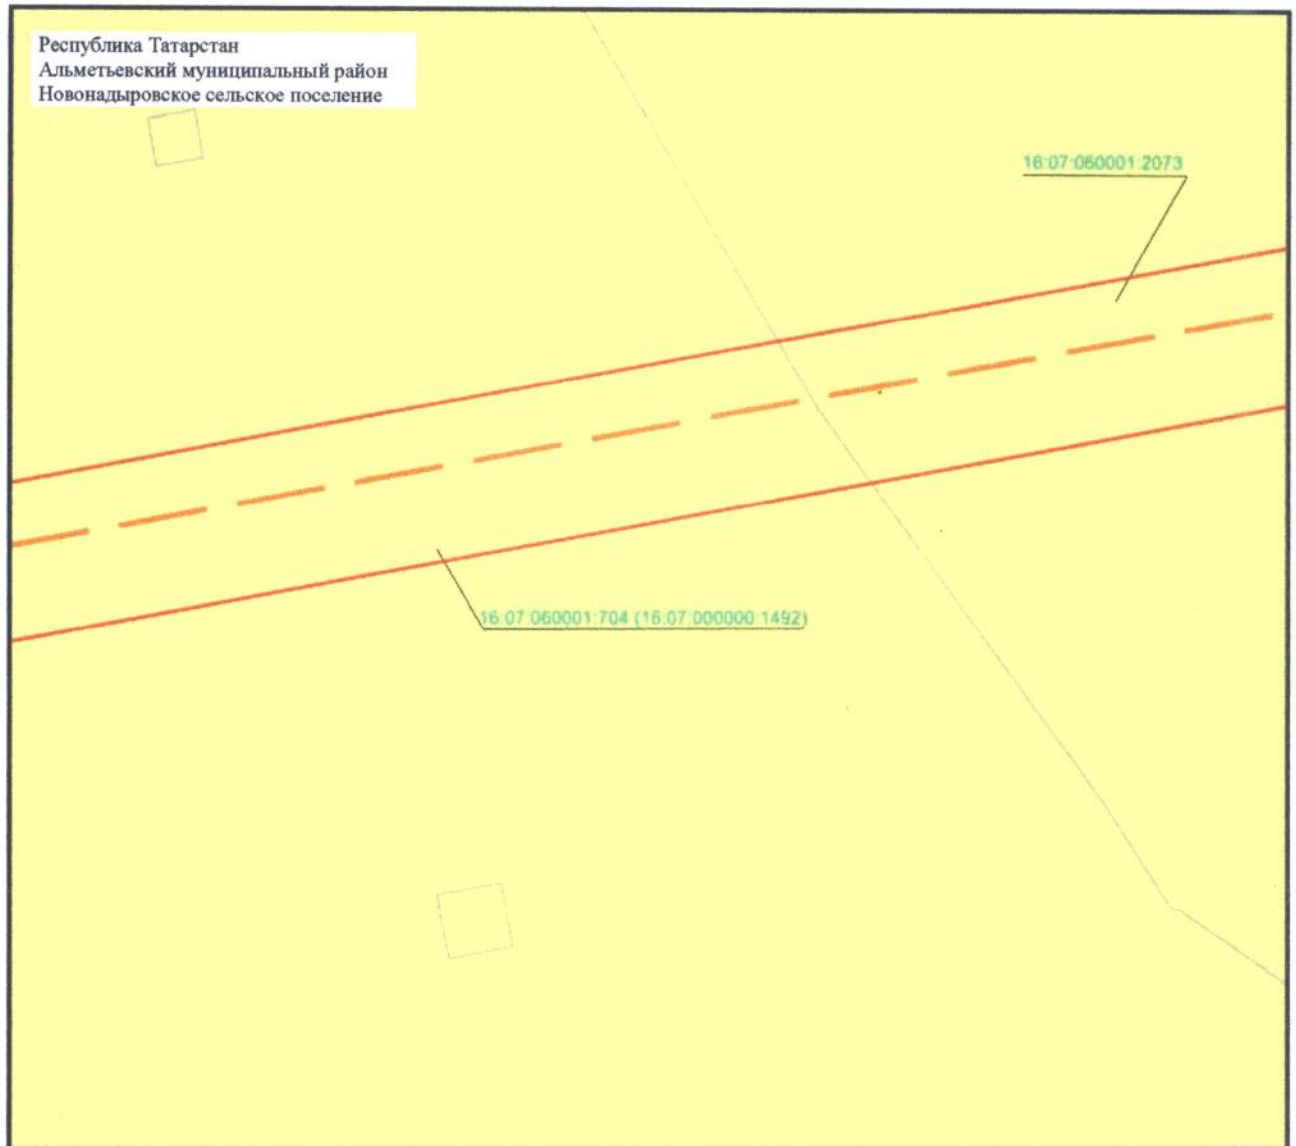 Республика Татарстан
Альметьевский муниципальный район
Новонадыровское сельское поселение
16:07:060001:2073
16:07:060001:704 (16:07:000000:1492)